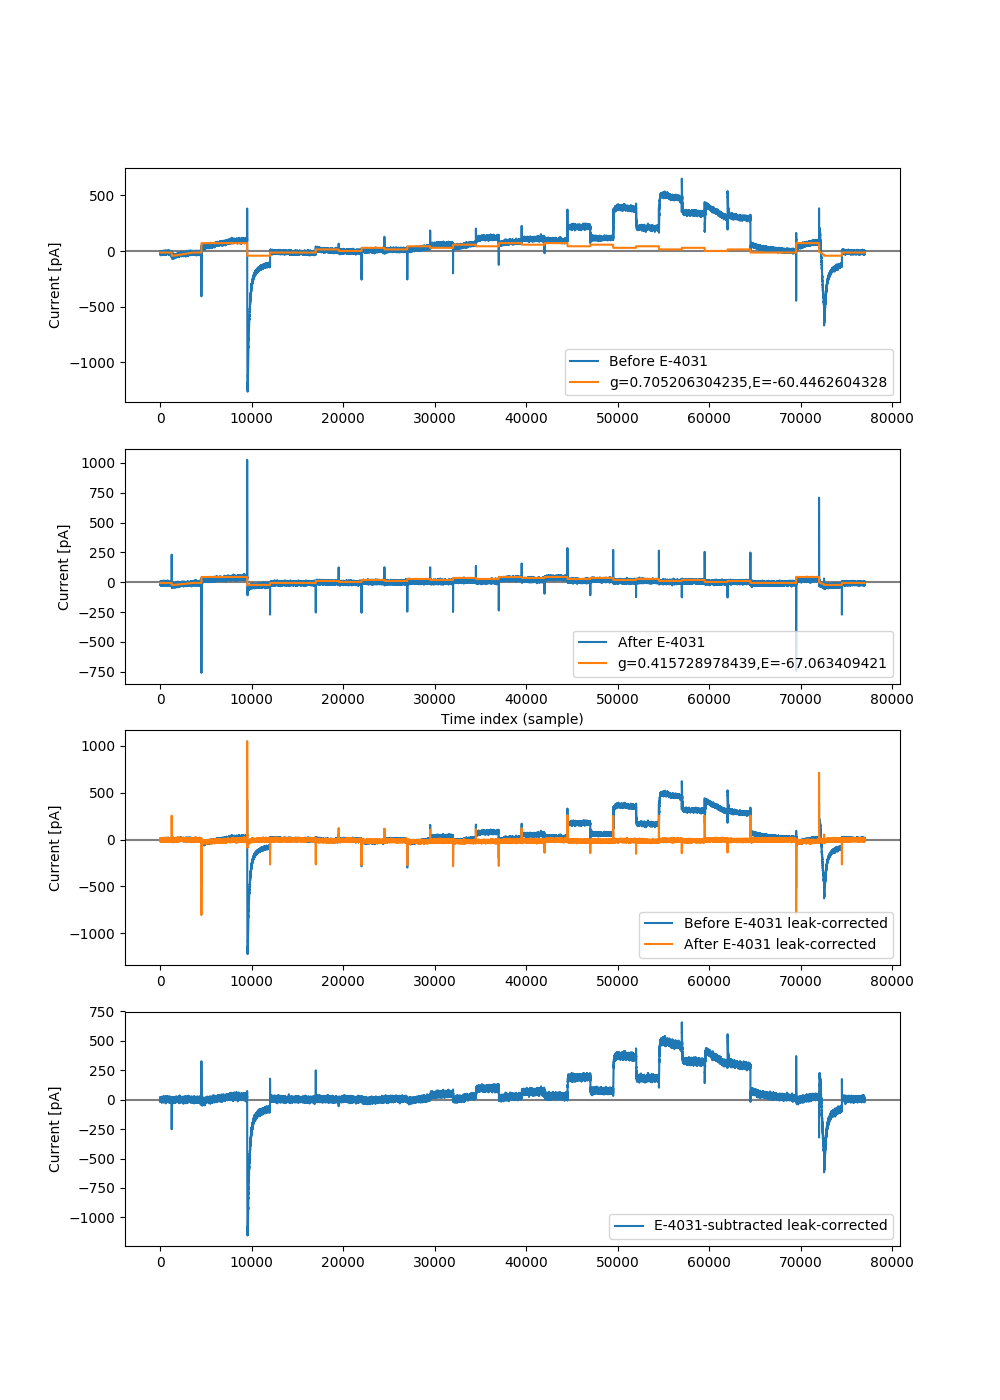 500
0
−500
−1000
Current [pA]
Before E-4031
g=0.705206304235,E=-60.4462604328
0 10000 20000 30000 40000 50000 60000 70000 80000
1000
750
500
250
0
−250
−500
−750
Current [pA]
After E-4031
g=0.415728978439,E=-67.063409421
0 10000 20000 30000 40000 50000 60000 70000 80000
Time index (sample)
1000
500
0
−500
−1000
Current [pA]
Before E-4031 leak-corrected
After E-4031 leak-corrected
0 10000 20000 30000 40000 50000 60000 70000 80000
750
500
250
0
−250
−500
−750
−1000
Current [pA]
E-4031-subtracted leak-corrected
0 10000 20000 30000 40000 50000 60000 70000 80000